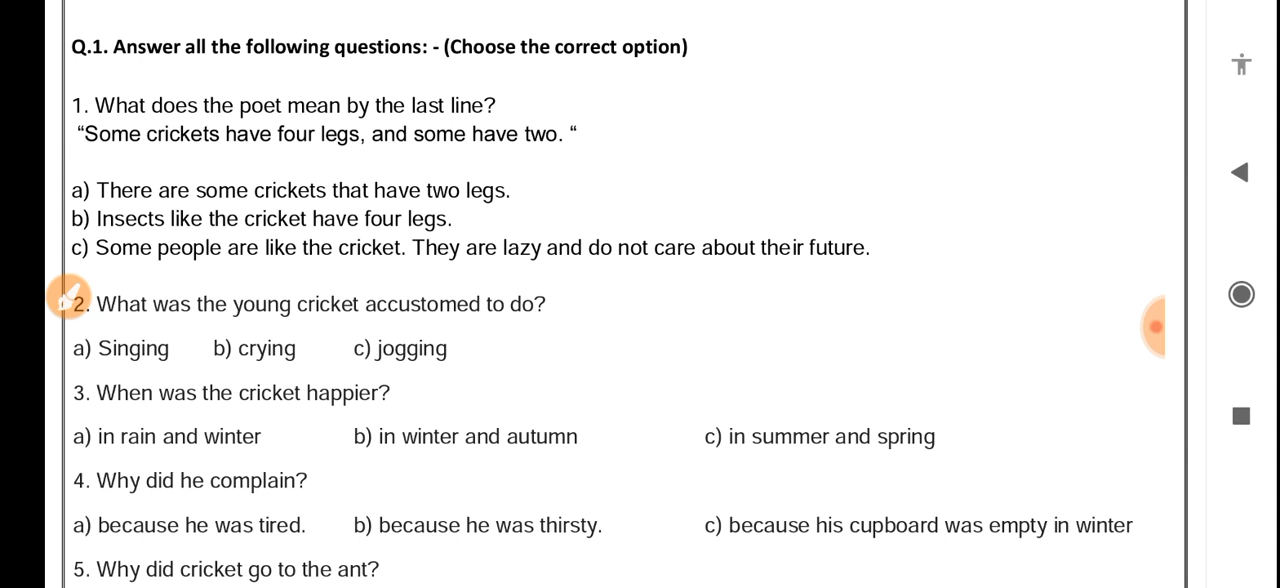 Q.1. Answer all the following questions: - (Choose the correct option)
1. What does the poet mean by the last line?
“Some crickets have four legs, and some have two. “
a) There are some crickets that have two legs.
b) Insects like the cricket have four legs.
c) Some people are like the cricket. They are lazy and do not care about their future.
2. What was the young cricket accustomed to do?
a) Singing b) crying c) jogging
3. When was the cricket happier?
a) in rain and winter b) in winter and autumn c) in summer and spring
4. Why did he complain?
a) because he was tired. b) because he was thirsty. c) because his cupboard was empty in winter
5. Why did cricket go to the ant?